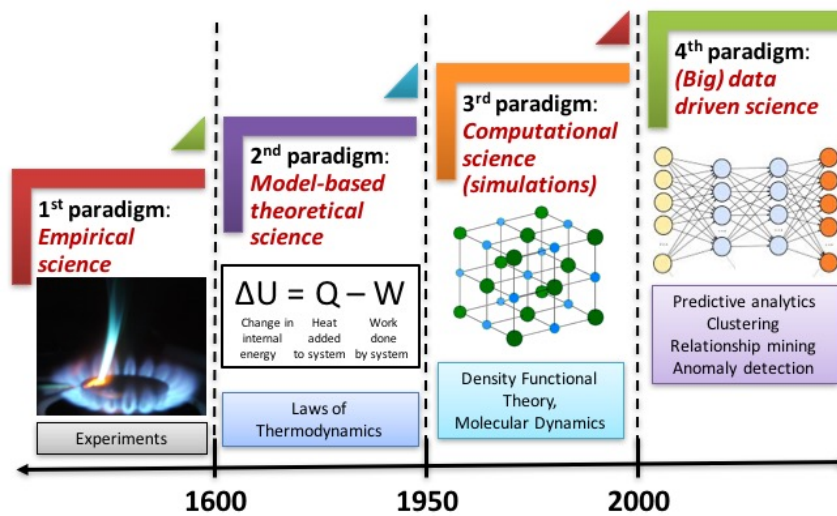 1st paradigm:
Empirical
science
Experiments
2nd paradigm:
Model-based
theoretical
science
ΔU = Q – W
Change in
internal
energy
Heat
added
to system
Work
done
by system
Laws of
Thermodynamics
3rd paradigm:
Computational
science
(simulations)
Density Functional
Theory,
Molecular Dynamics
4th paradigm:
(Big) data
driven science
Predictive analytics
Clustering
Relationship mining
Anomaly detection
1600
1950
2000